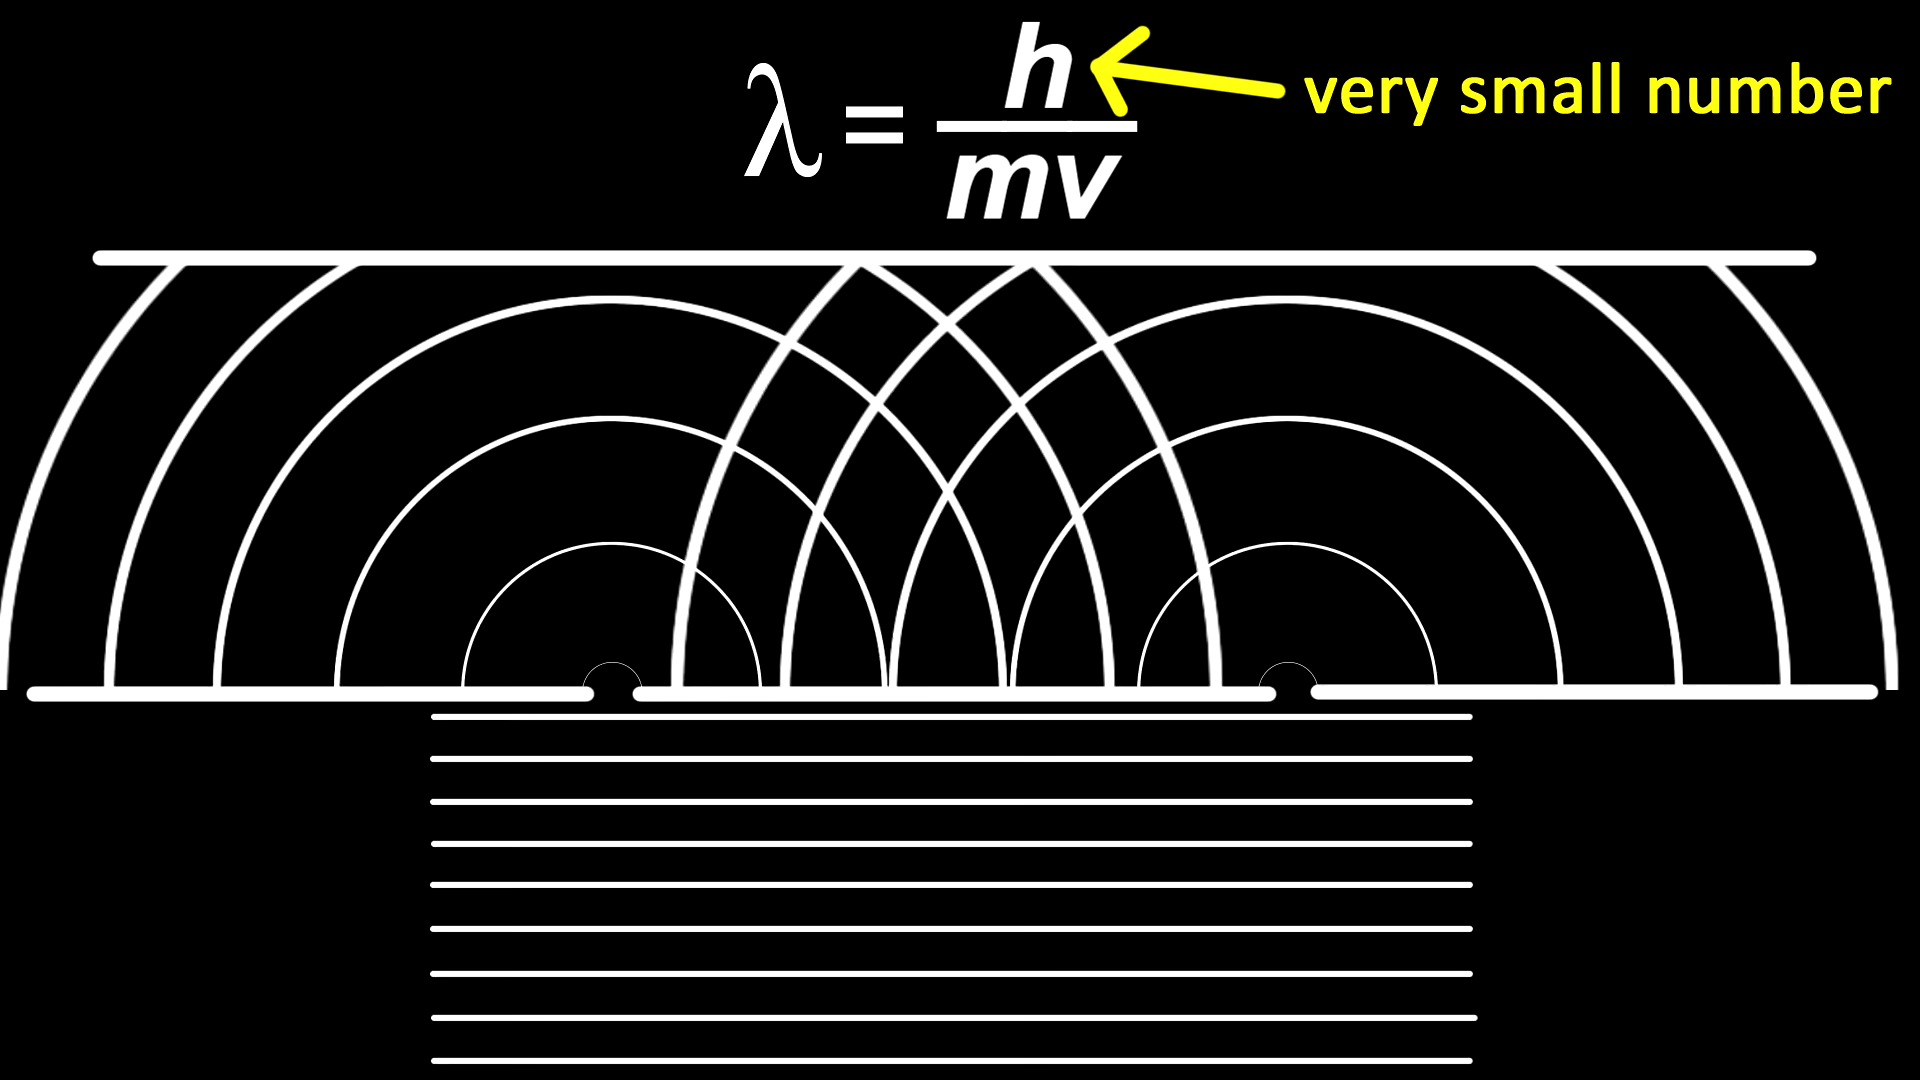 λ = h/mv
very small number